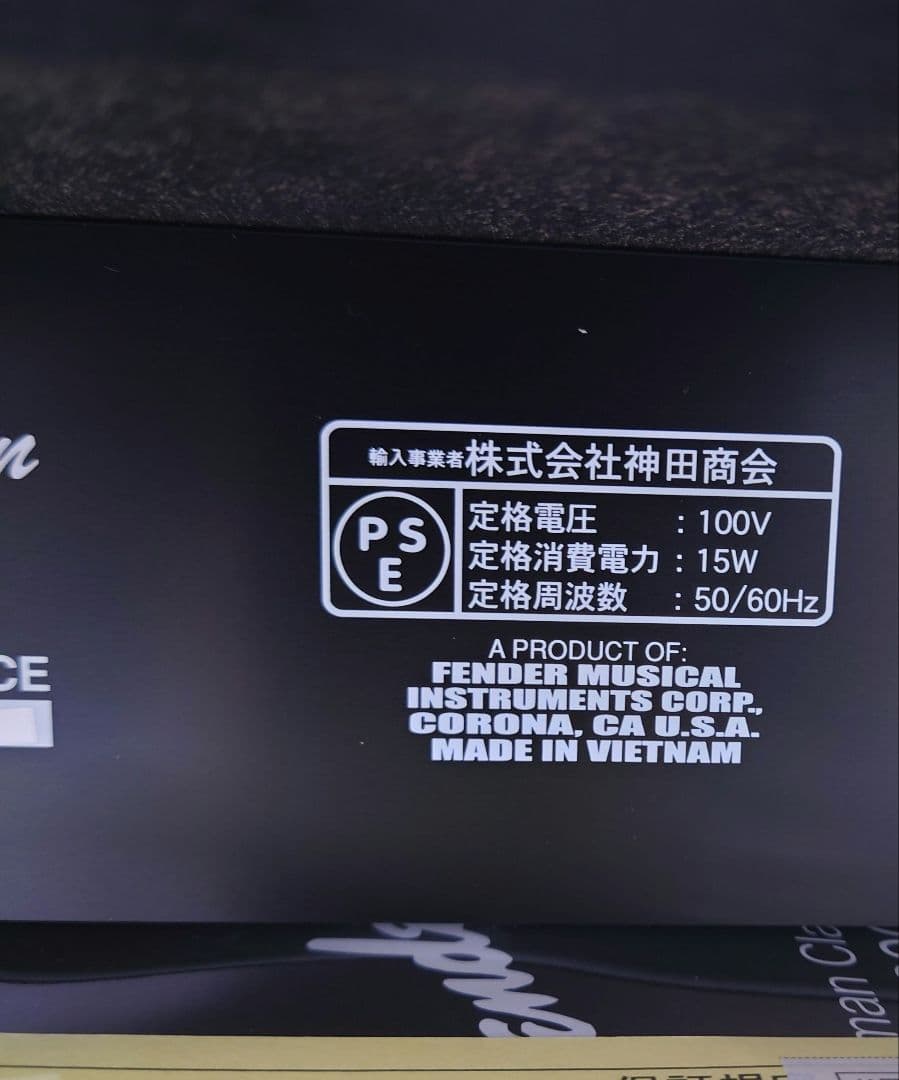 輸入事業者株式会社神田商会
PSE
定格電圧 : 100V
定格消費電力 : 15W
定格周波数 : 50/60Hz
A PRODUCT OF:
FENDER MUSICAL
INSTRUMENTS CORP.,
CORONA, CA U.S.A.
MADE IN VIETNAM